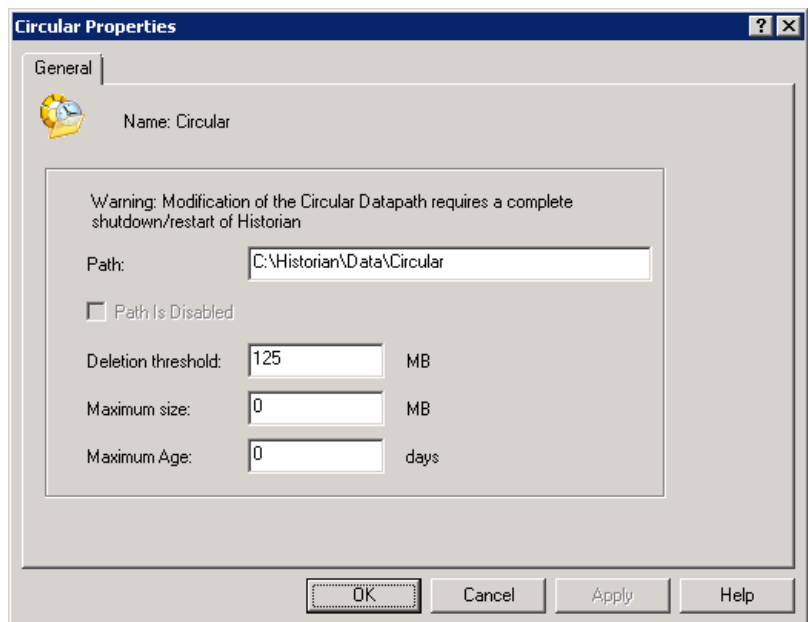 Circular Properties
General
Name: Circular
Warning: Modification of the Circular Datapath requires a complete
shutdown/restart of Historian
Path: C:\Historian\Data\Circular
Path Is Disabled
Deletion threshold: 125 MB
Maximum size: 0 MB
Maximum Age: 0 days
OK Cancel Apply Help